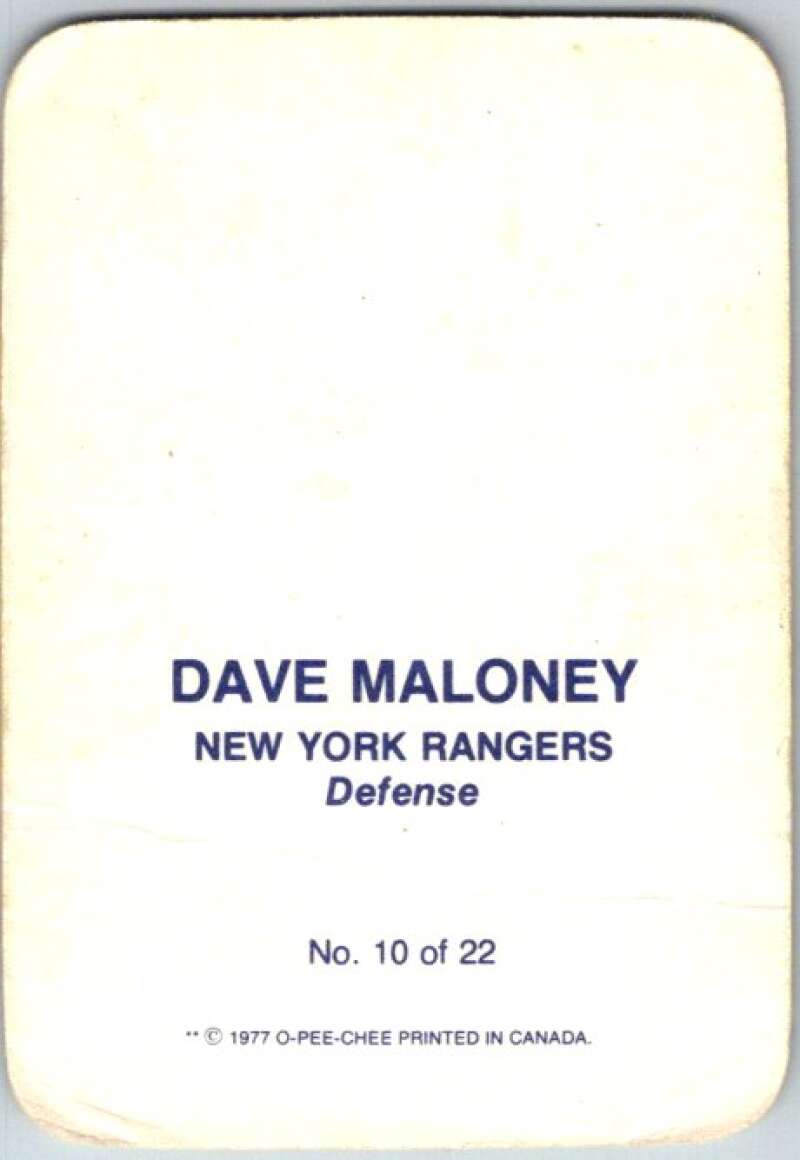 DAVE MALONEY
NEW YORK RANGERS
Defense
No. 10 of 22
** © 1977 O-PEE-CHEE PRINTED IN CANADA.